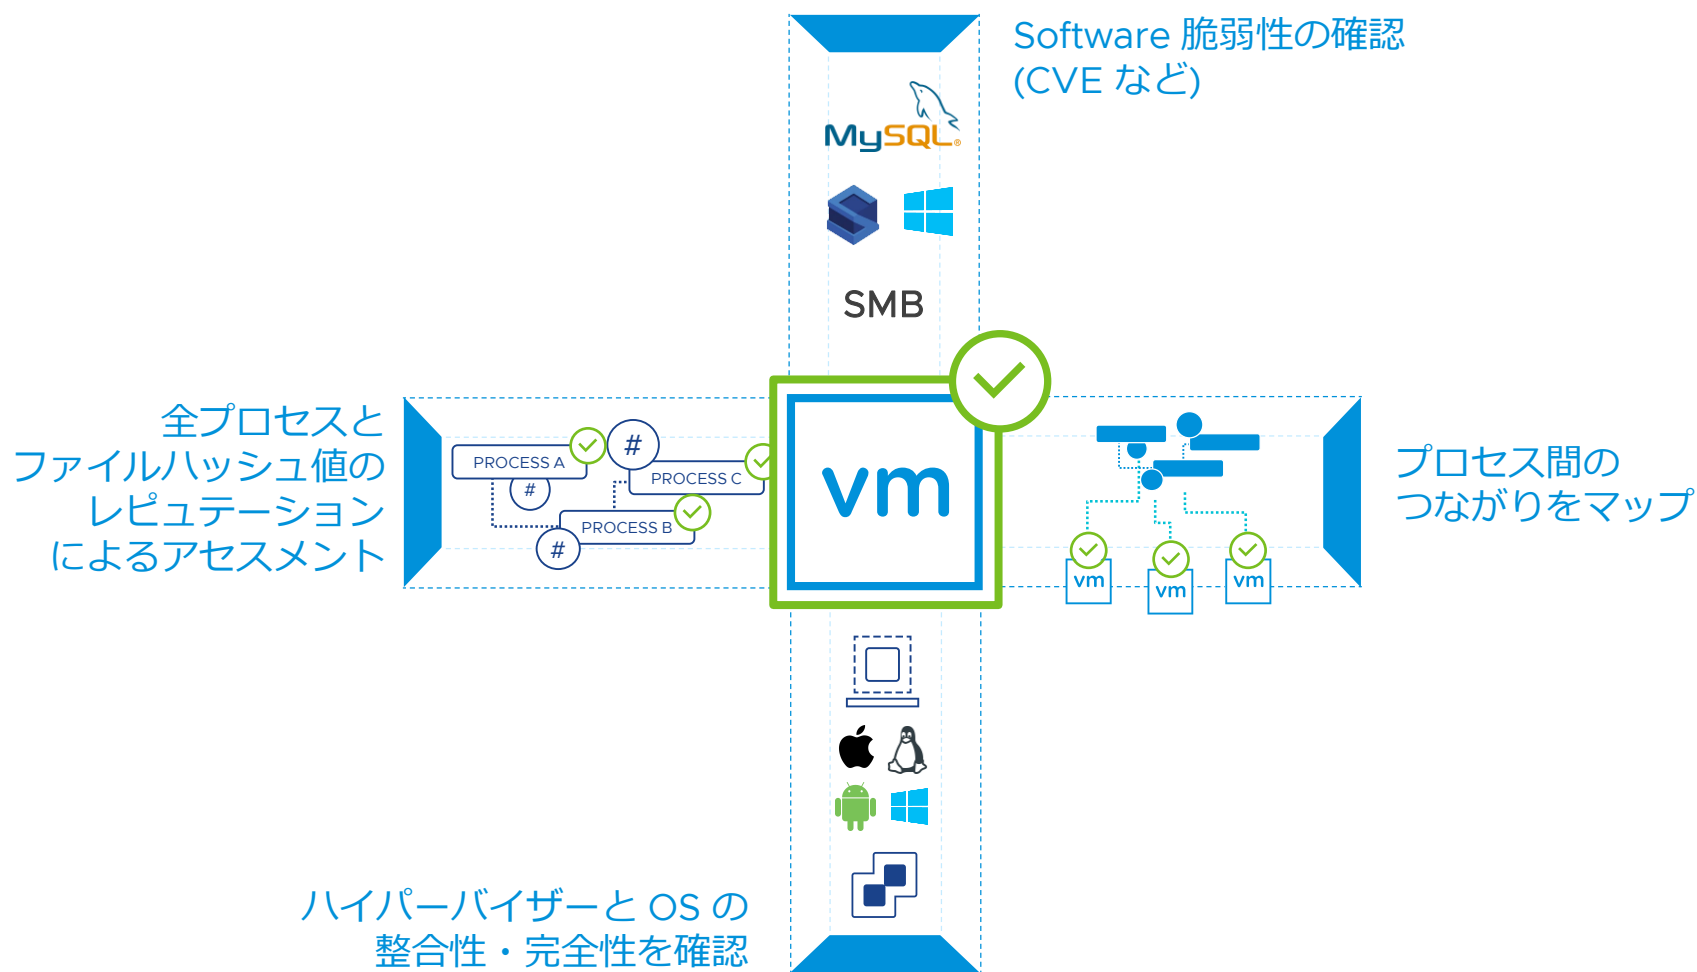 Software 脆弱性の確認
(CVE など)
MySQL®
SMB
全プロセスと
ファイルハッシュ値の
レピュテーション
によるアセスメント
PROCESS A
#
#
PROCESS C
PROCESS B
#
vm
プロセス間の
つながりをマップ
vm
vm
vm
ハイパーバイザーと OS の
整合性・完全性を確認